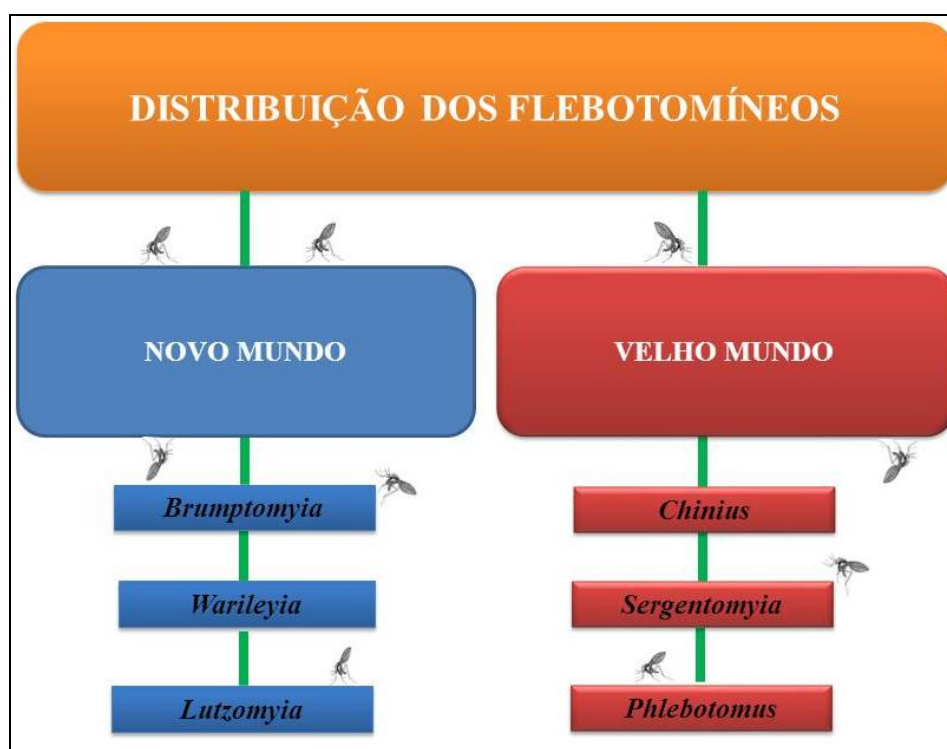 DISTRIBUIÇÃO DOS FLEBOTOMÍNEOS
NOVO MUNDO
Brumptomyia
Warileyia
Lutzomyia
VELHO MUNDO
Chinius
Sergentomyia
Phlebotomus